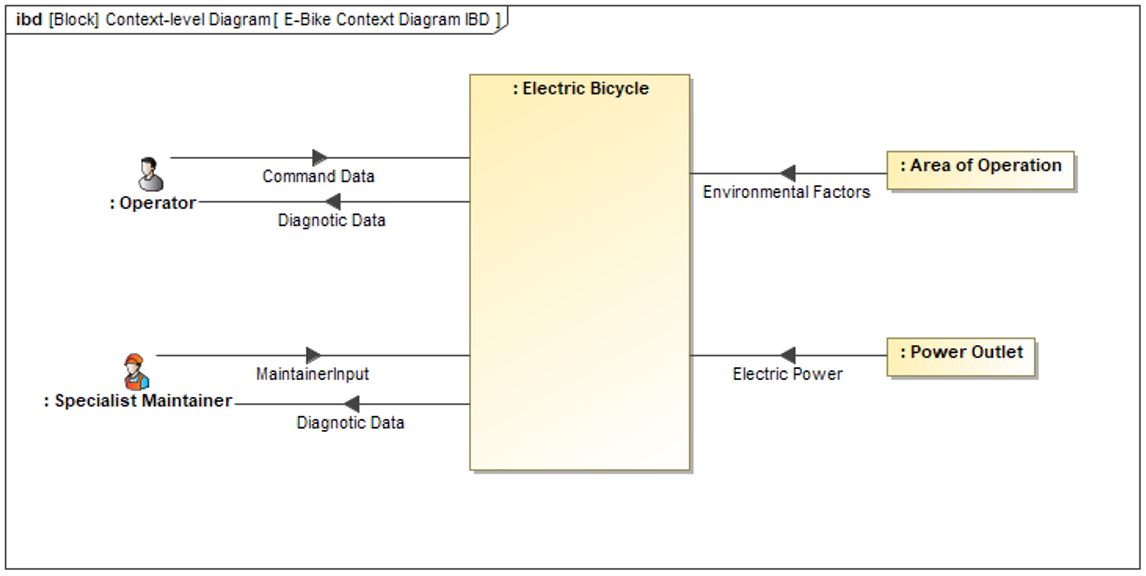 ibd [Block] Context-level Diagram[ E-Bike Context Diagram IBD ]
: Electric Bicycle
Command Data
: Operator
Diagnotic Data
: Area of Operation
Environmental Factors
MaintainerInput
: Specialist Maintainer
Diagnotic Data
: Power Outlet
Electric Power